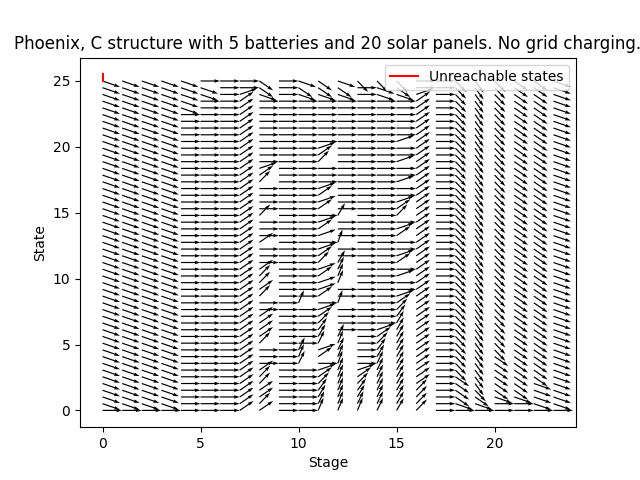 Phoenix, C structure with 5 batteries and 20 solar panels. No grid charging.
Unreachable states
25
20
15
10
5
0
State
0 5 10 15 20
Stage